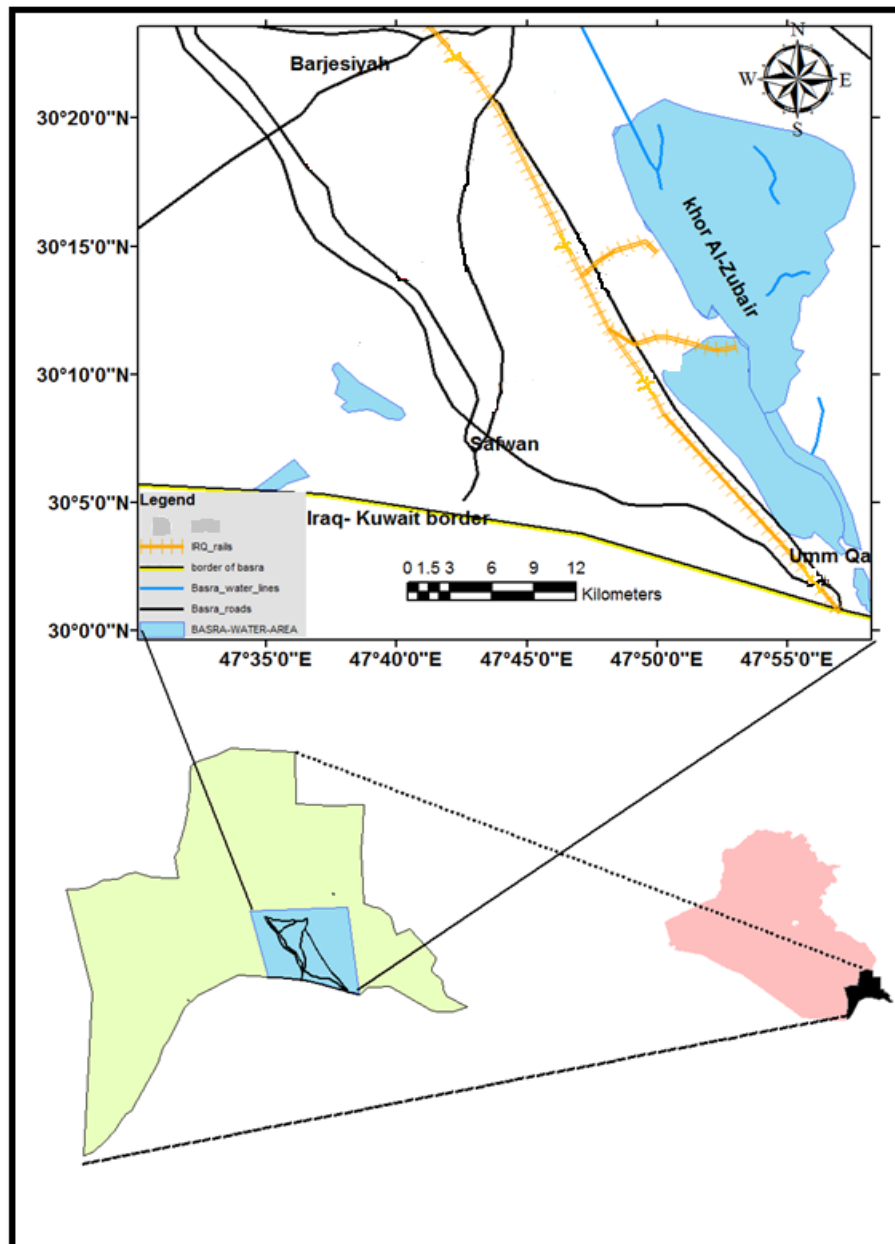 N
Barjesiyah
W E
S
30°20'0"N
khor Al-Zubair
30°15'0"N
30°10'0"N
Safwan
30°5'0"N
Legend
Iraq- Kuwait border
IRQ_rails
border of basra
Basra_water_lines
Basra_roads
BASRA-WATER-AREA
Umm Qa
0 1.5 3 6 9 12
Kilometers
30°0'0"N
47°35'0"E 47°40'0"E 47°45'0"E 47°50'0"E 47°55'0"E